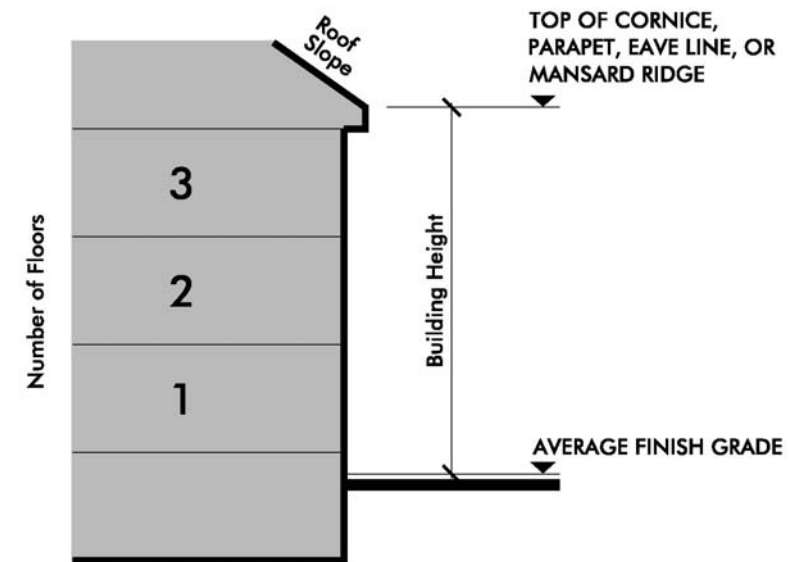 Roof
Slope
TOP OF CORNICE,
PARAPET, EAVE LINE, OR
MANSARD RIDGE
Number of Floors
3
2
1
Building Height
AVERAGE FINISH GRADE